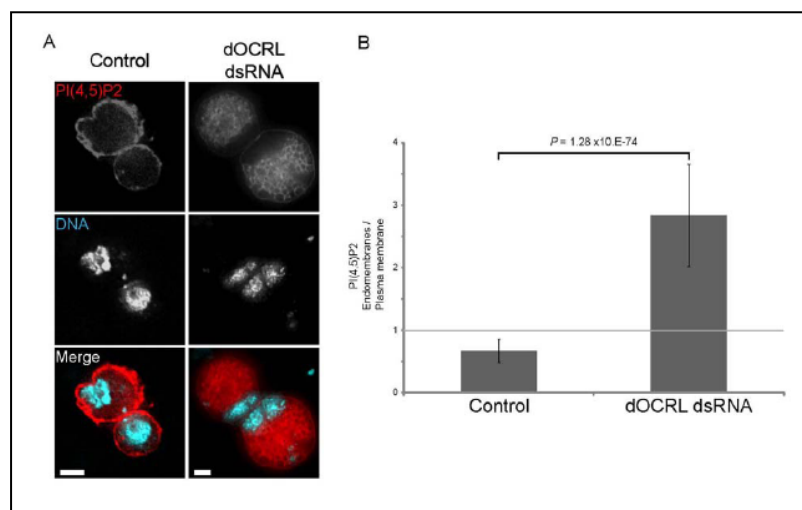 A
Control
dOCRL
dsRNA
PI(4,5)P2
DNA
Merge
B
P = 1.28 x10.E-74
PI(4,5)P2
Endomembranes /
Plasma membrane
4
3
2
1
0
Control
dOCRL dsRNA